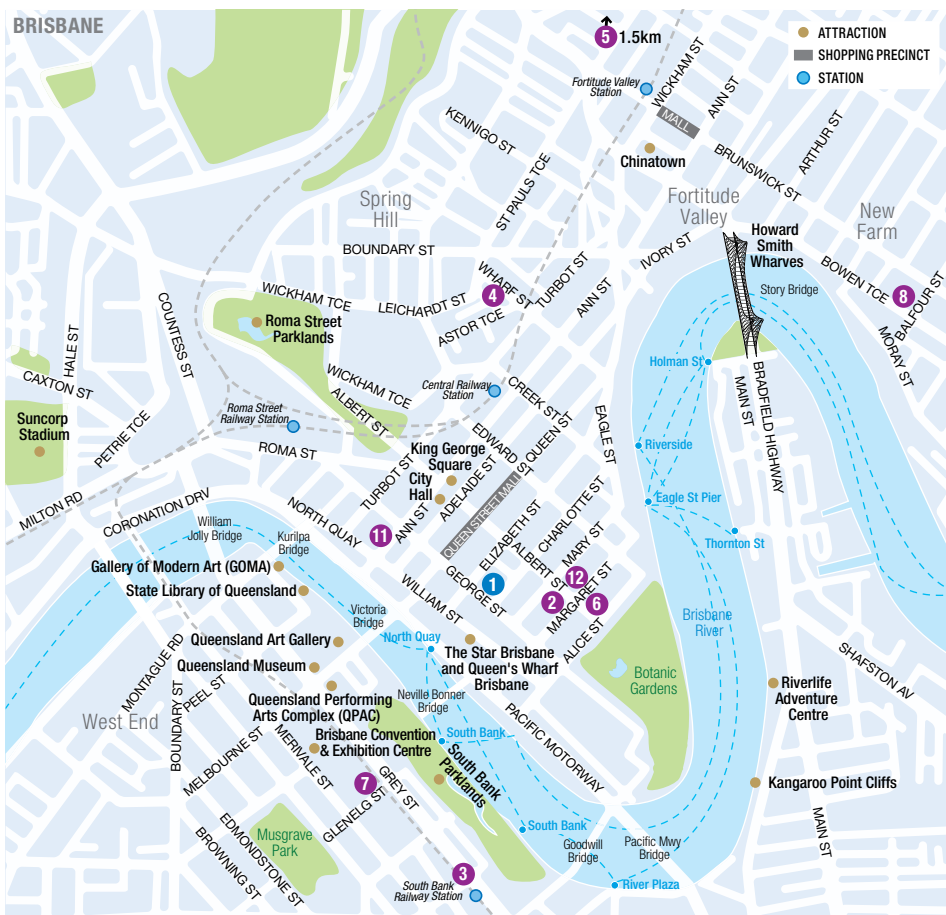 BRISBANE
5 1.5km
ATTRACTION
SHOPPING PRECINCT
STATION
Fortitude Valley
Station
WICKHAM ST
ANN ST
MALL
KENNIGO ST
ARTHUR ST
Chinatown
BRUNSWICK ST
ST PAULS TCE
Spring
Hill
Fortitude
Valley
New
Farm
BOUNDARY ST
IVORY ST
Howard
Smith
Wharves
WHARF ST
TURBOT ST
ANN ST
BOWEN TCE
Story Bridge
BALFOUR ST
8
4
WICKHAM TCE
LEICHARDT ST
ASTOR TCE
COUNTESS ST
Roma Street
Parklands
HALE ST
MORAY ST
Holman St
WICKHAM TCE
MAIN ST
BRADFIELD HIGHWAY
CAXTON ST
Central Railway
Station
CREEK ST
ALBERT ST
Suncorp
Stadium
PETRIE TCE
Roma Street
Railway Station
ROMA ST
EAGLE ST
King George
Square
EDWARD ST
QUEEN ST
Riverside
TURBOT ST
City
Hall
ADELAIDE ST
MILTON RD
CORONATION DRV
NORTH QUAY
ANN ST
QUEEN STREET MALL
Eagle St Pier
William
Jolly Bridge
Kurilpa
Bridge
11
ELIZABETH ST
CHARLOTTE ST
Thornton St
ALBERT ST
MARY ST
Gallery of Modern Art (GOMA)
GEORGE ST
1
12
MARGARET ST
State Library of Queensland
WILLIAM ST
2
6
Victoria
Bridge
Brisbane
River
ALICE ST
Queensland Art Gallery
North Quay
The Star Brisbane
and Queen's Wharf
Brisbane
MONTAGUE RD
Queensland Museum
SHAFSTON AV
Botanic
Gardens
Riverlife
Adventure
Centre
PEEL ST
Queensland Performing
Arts Complex (QPAC)
Neville Bonner
Bridge
West End
BOUNDARY ST
PACIFIC MOTORWAY
South Bank
Brisbane Convention
& Exhibition Centre
MERIVALE ST
MELBOURNE ST
South Bank
Parklands
GREY ST
7
Kangaroo Point Cliffs
GLENELG ST
MAIN ST
Musgrave
Park
EDMONDSTONE ST
BROWNING ST
South Bank
Goodwill
Bridge
Pacific Mwy
Bridge
3
South Bank
Railway Station
River Plaza